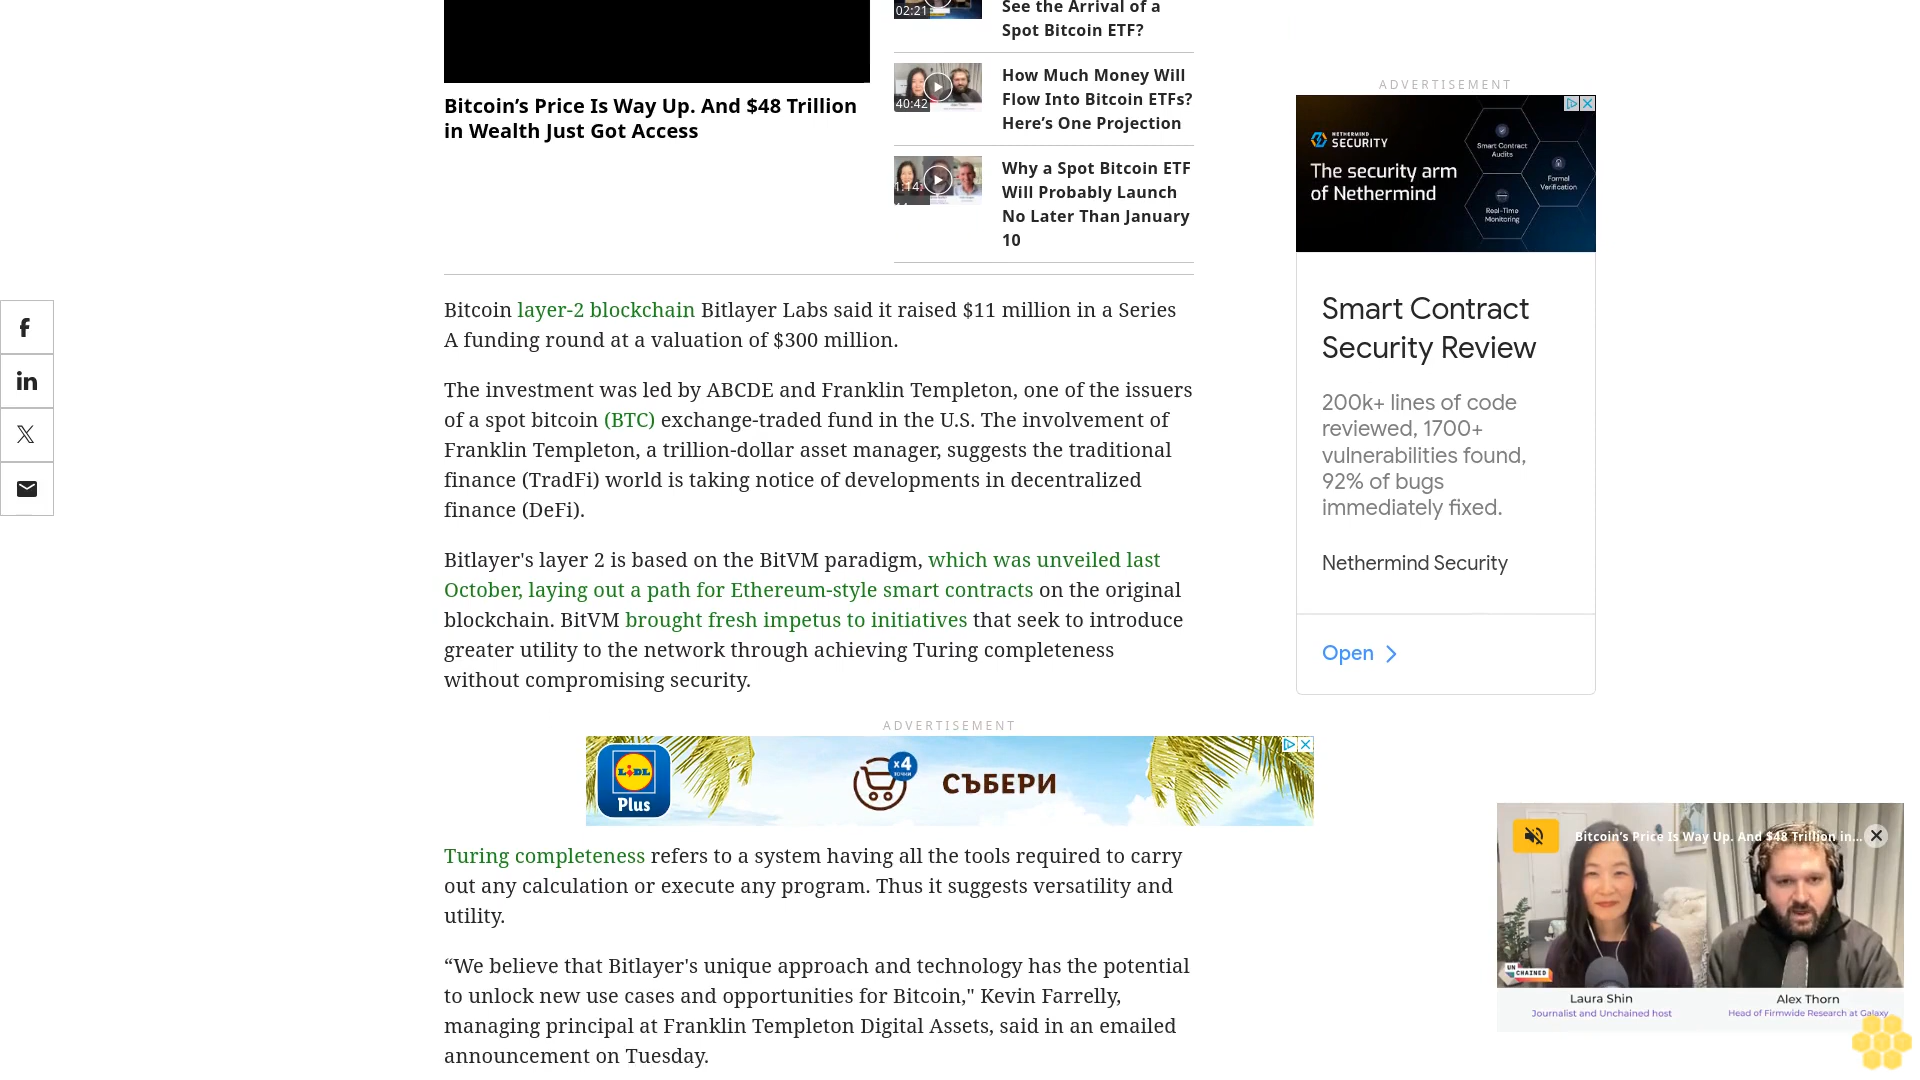 02:21
See the Arrival of a
Spot Bitcoin ETF?
40:42
How Much Money Will
Flow Into Bitcoin ETFs?
Here’s One Projection
Why a Spot Bitcoin ETF
Will Probably Launch
No Later Than January
10
Bitcoin’s Price Is Way Up. And $48 Trillion
in Wealth Just Got Access
Bitcoin layer-2 blockchain Bitlayer Labs said it raised $11 million in a Series
A funding round at a valuation of $300 million.
The investment was led by ABCDE and Franklin Templeton, one of the issuers
of a spot bitcoin (BTC) exchange-traded fund in the U.S. The involvement of
Franklin Templeton, a trillion-dollar asset manager, suggests the traditional
finance (TradFi) world is taking notice of developments in decentralized
finance (DeFi).
Bitlayer's layer 2 is based on the BitVM paradigm, which was unveiled last
October, laying out a path for Ethereum-style smart contracts on the original
blockchain. BitVM brought fresh impetus to initiatives that seek to introduce
greater utility to the network through achieving Turing completeness
without compromising security.
ADVERTISEMENT
LIDL
Plus
x4
точки
СЪБЕРИ
Turing completeness refers to a system having all the tools required to carry
out any calculation or execute any program. Thus it suggests versatility and
utility.
“We believe that Bitlayer's unique approach and technology has the potential
to unlock new use cases and opportunities for Bitcoin," Kevin Farrelly,
managing principal at Franklin Templeton Digital Assets, said in an emailed
announcement on Tuesday.
ADVERTISEMENT
NETHERMIND
SECURITY
The security arm
of Nethermind
Smart Contract
Audits
Formal
Verification
Real-Time
Monitoring
Smart Contract
Security Review
200k+ lines of code
reviewed, 1700+
vulnerabilities found,
92% of bugs
immediately fixed.
Nethermind Security
Open
Bitcoin’s Price Is Way Up. And $48 Trillion in...
UN
CHAINED
Laura Shin
Journalist and Unchained host
Alex Thorn
Head of Firmwide Research at Galaxy